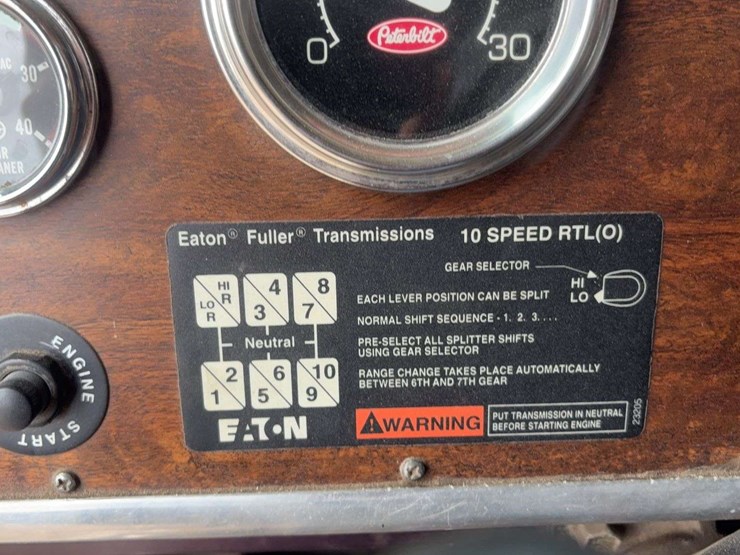 AC
30
40
R
ANER
0
Peterbilt
30
Eaton® Fuller® Transmissions 10 SPEED RTL(O)
GEAR SELECTOR
HI
LO
HI
R
LO
R
4
3
8
7
EACH LEVER POSITION CAN BE SPLIT
NORMAL SHIFT SEQUENCE - 1. 2. 3. . . .
Neutral
PRE-SELECT ALL SPLITTER SHIFTS
USING GEAR SELECTOR
2
1
6
5
10
9
RANGE CHANGE TAKES PLACE AUTOMATICALLY
BETWEEN 6TH AND 7TH GEAR
EATON
WARNING
PUT TRANSMISSION IN NEUTRAL
BEFORE STARTING ENGINE
23205
ENGINE
START